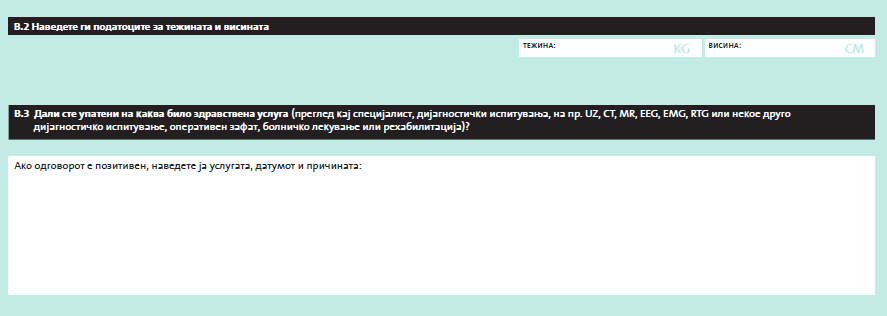 В.2 Наведете ги податоците за тежината и висината
ТЕЖИНА: KG ВИСИНА: CM
В.3 Дали сте упатени на каква било здравствена услуга (преглед кај специјалист, дијагностички испитувања, на пр. UZ, CT, MR, EEG, EMG, RTG или некое друго
дијагностичко испитување, оперативен зафат, болничко лекување или рехабилитација)?
Ако одговорот е позитивен, наведете ја услугата, датумот и причината: